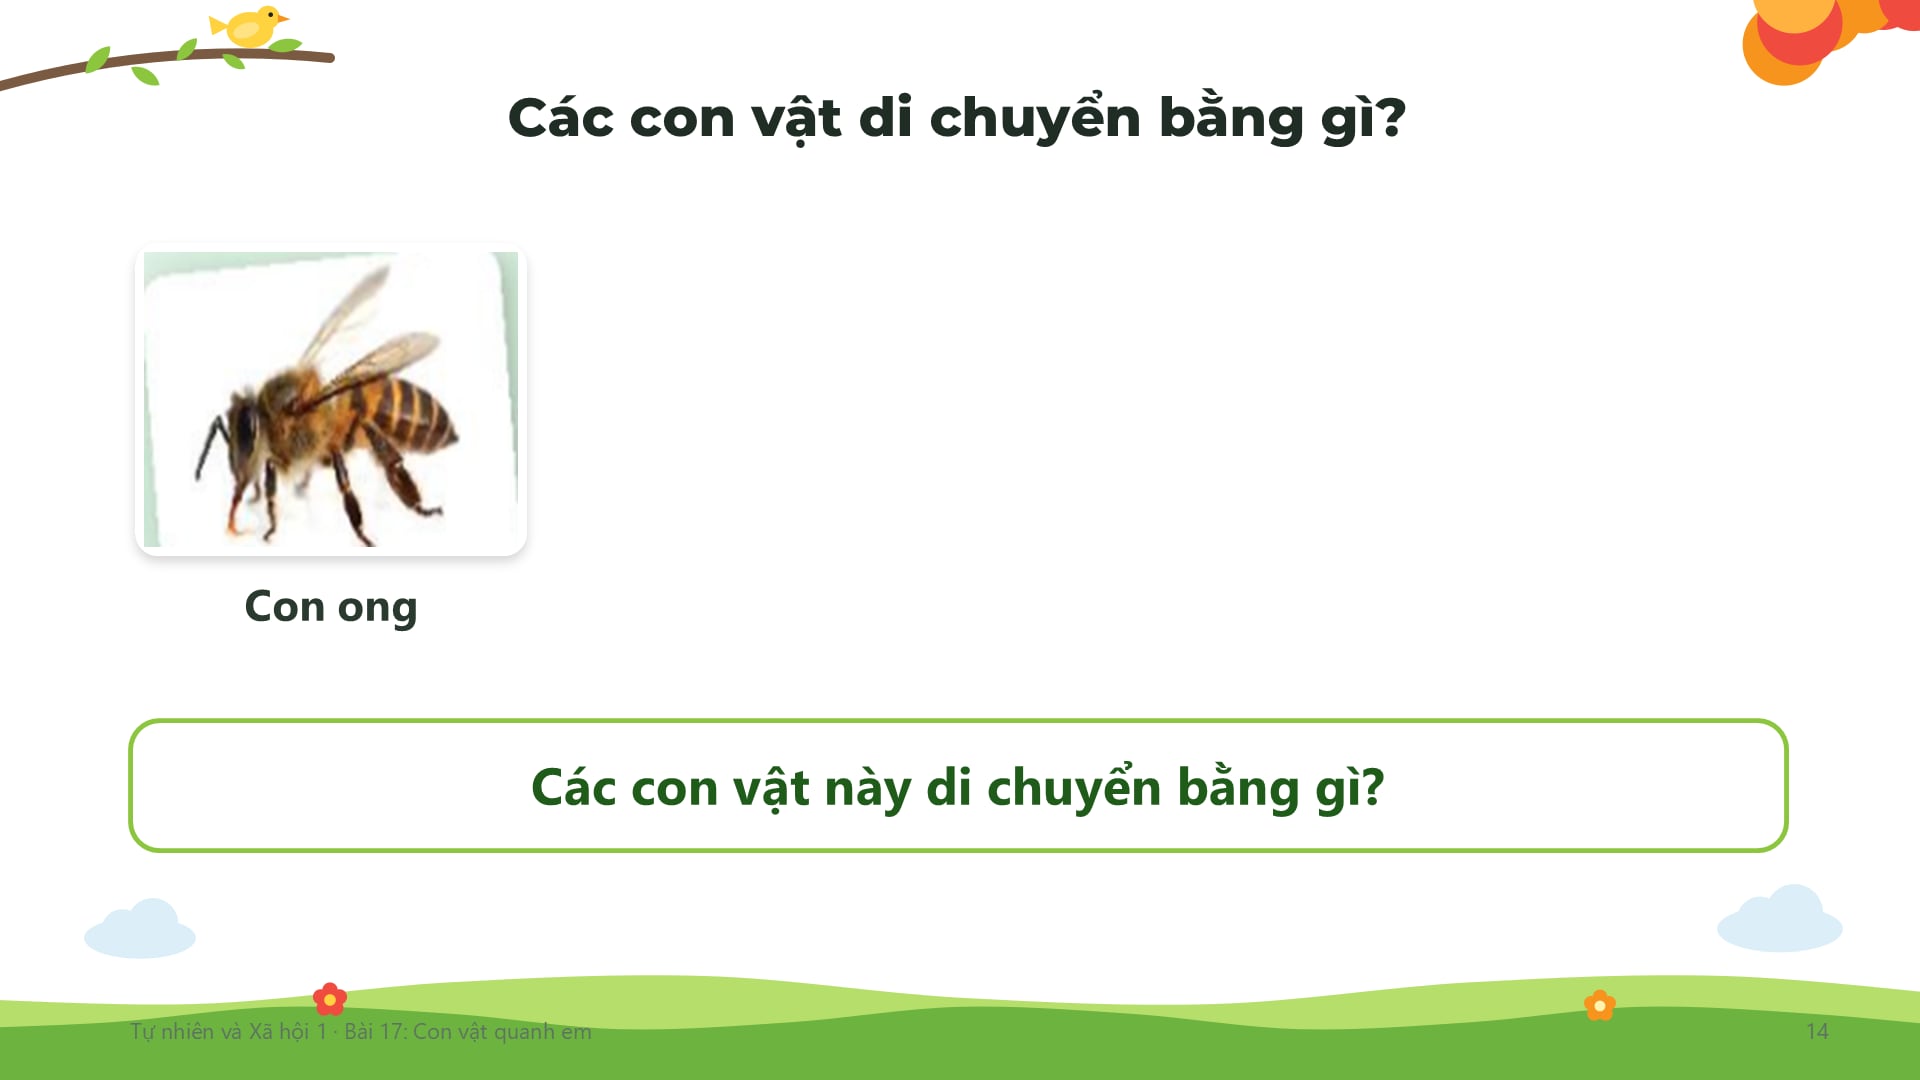 Các con vật di chuyển bằng gì?
Con ong
Các con vật này di chuyển bằng gì?
Tự nhiên và Xã hội 1 · Bài 17: Con vật quanh em
14